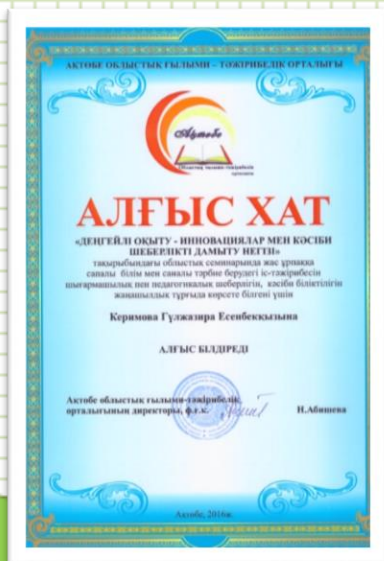 АҚТӨБЕ ОБЛЫСТЫҚ ҒЫЛЫМИ – ТӘЖІРИБЕЛІК ОРТАЛЫҒЫ
Ақтөбе
АЛҒЫС ХАТ
«ДЕҢГЕЙЛІ ОҚЫТУ - ИННОВАЦИЯЛАР МЕН КӘСІБИ
ШЕБЕРЛІКТІ ДАМЫТУ НЕГІЗІ»
тақырыбындағы облыстық семинарында жас ұрпаққа
сапалы білім мен саналы тәрбие берудегі іс-тәжірибесін
шығармашылық пен педагогикалық шеберлігін, кәсіби біліктілігін
жаңашылдық тұрғыда көрсете білгені үшін
Керимова Гүлжазира Есенбекқызына
АЛҒЫС БІЛДІРЕДІ
Ақтөбе облыстық ғылыми-тәжірибелік
орталығының директоры, ф.ғ.к.
Н.Абишева
Ақтөбе, 2016ж.